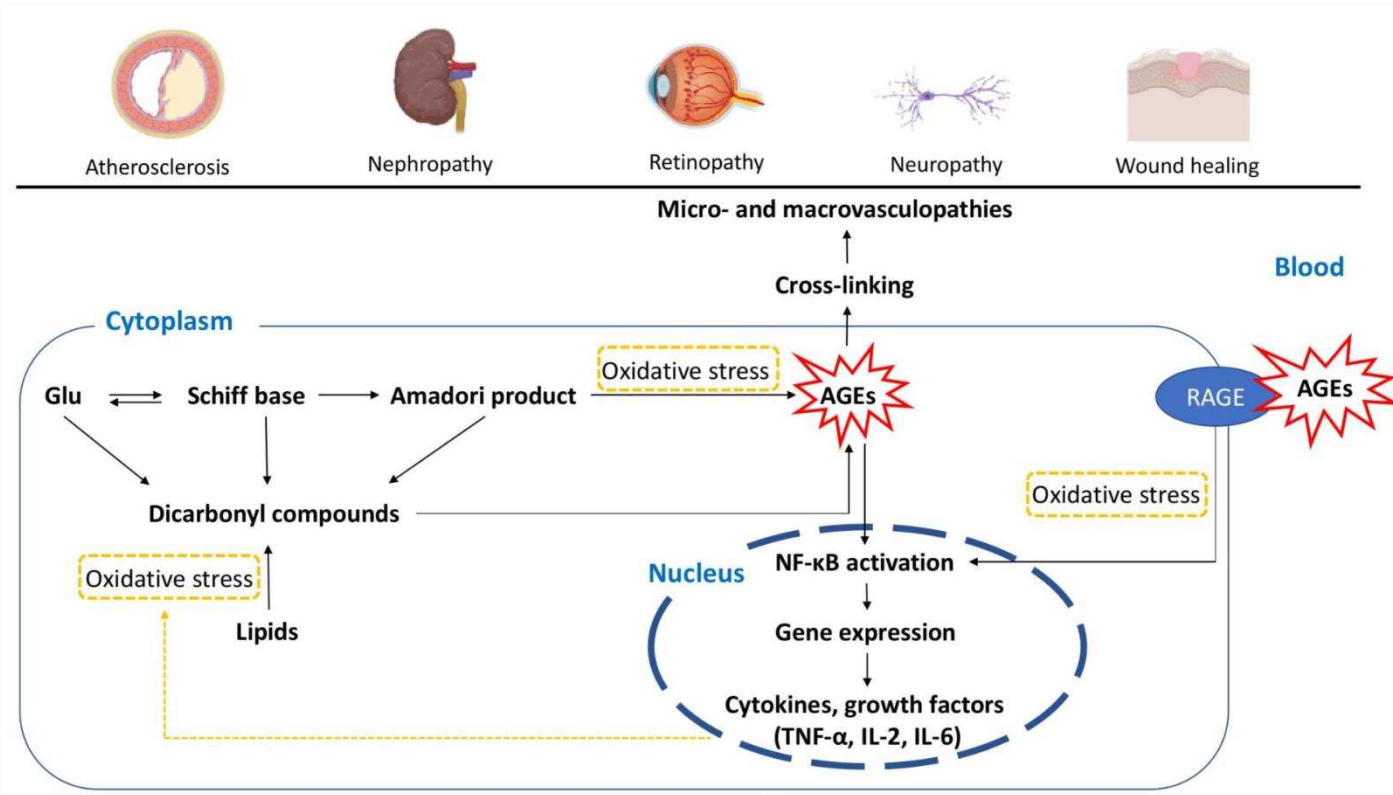 Atherosclerosis
Nephropathy
Retinopathy
Neuropathy
Wound healing
Micro- and macrovasculopathies
Blood
Cross-linking
Cytoplasm
Oxidative stress
Glu
Schiff base
Amadori product
AGEs
RAGE
AGEs
Oxidative stress
Dicarbonyl compounds
Oxidative stress
Nucleus
NF-κB activation
Lipids
Gene expression
Cytokines, growth factors
(TNF-α, IL-2, IL-6)